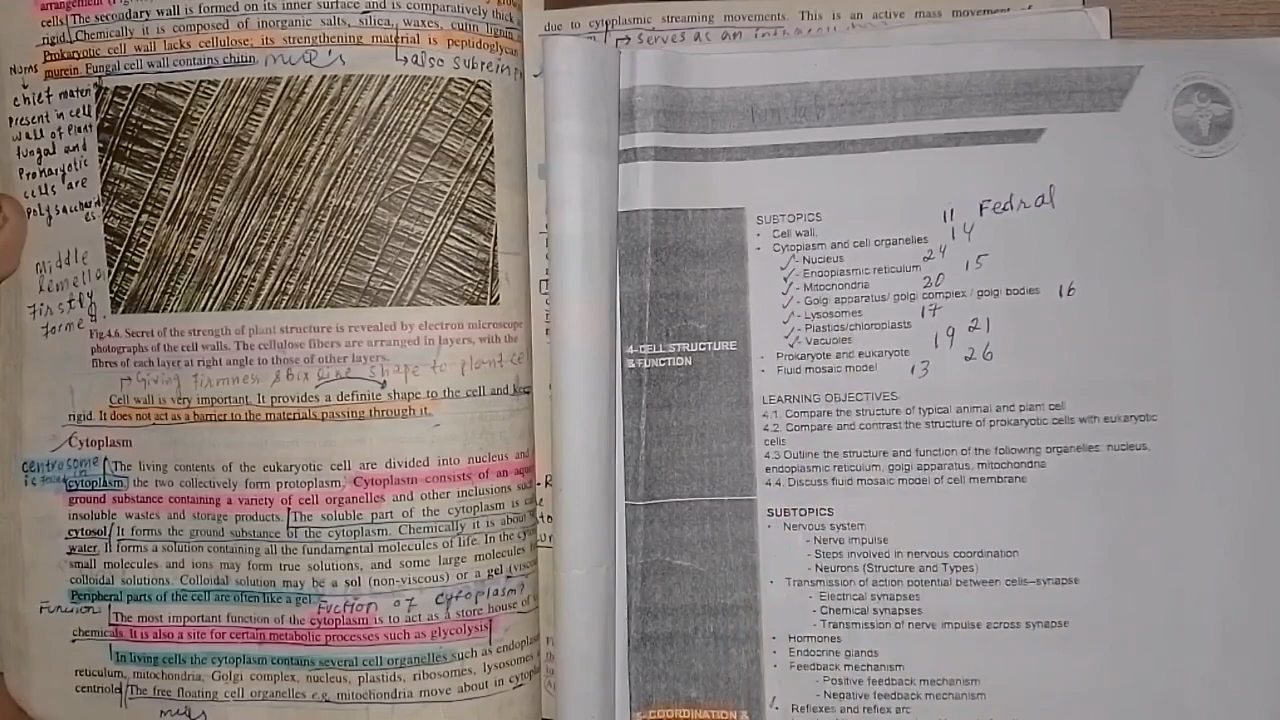 arrangement
cells. The secondary wall is formed on its inner surface and is comparatively thick a
rigid. Chemically it is composed of inorganic salts, silica, waxes, cutin lignin
Prokaryotic cell wall lacks cellulose; its strengthening material is peptidoglycan
murein. Fungal cell wall contains chitin. MCQ's
also
chief
present in cell
wall of Plant
fungal and
Prokaryotic
cells are
polysaccharid
es
Middle
lemella
firstly
forme
Fig.4.6. Secret of the strength of plant structure is revealed by electron microscope
photographs of the cell walls. The cellulose fibers are arranged in layers, with the
fibres of each layer at right angle to those of other layers.
Giving firmness & box like shape to plant ce
Cell wall is very important. It provides a definite shape to the cell and keep
rigid. It does not act as a barrier to the materials passing through it.
Cytoplasm
centrosome
is found in
The living contents of the eukaryotic cell are divided into nucleus and
cytoplasm, the two collectively form protoplasm. Cytoplasm consists of an aqu
ground substance containing a variety of cell organelles and other inclusions suc
insoluble wastes and storage products. The soluble part of the cytoplasm is ca
cytosol. It forms the ground substance of the cytoplasm. Chemically it is about
water. It forms a solution containing all the fundamental molecules of life. In the cy
small molecules and ions may form true solutions, and some large molecules
colloidal solutions. Colloidal solution may be a sol (non-viscous) or a gel (visco
Peripheral parts of the cell are often like a gel. Fuction of cytoplasm?
Function: The most important function of the cytoplasm is to act as a store house of
chemicals. It is also a site for certain metabolic processes such as glycolysis
In living cells the cytoplasm contains several cell organelles such as endoplas
reticulum, mitochondria, Golgi complex, nucleus, plastids, ribosomes, lysosomes
centriole. The free floating cell organelles e.g. mitochondria move about in cytopl
mcqs
due to cytoplasmic streaming movements. This is an active mass movement of
serves as an
4-CELL STRUCTURE
& FUNCTION
SUBTOPICS 11 Fedral
• Cell wall,
• Cytoplasm and cell organelles 14
- Nucleus 24
- Endoplasmic reticulum 15
- Mitochondria 20
- Golgi apparatus/ golgi complex / golgi bodies 16
- Lysosomes 17
- Plastids/chloroplasts 21
- Vacuoles 19
• Prokaryote and eukaryote 26
• Fluid mosaic model 13
LEARNING OBJECTIVES
4.1. Compare the structure of typical animal and plant cell
4.2. Compare and contrast the structure of prokaryotic cells with eukaryotic
cells
4.3 Outline the structure and function of the following organelles: nucleus,
endoplasmic reticulum, golgi apparatus, mitochondria
4.4. Discuss fluid mosaic model of cell membrane
SUBTOPICS
• Nervous system
- Nerve impulse
- Steps involved in nervous coordination
- Neurons (Structure and Types)
• Transmission of action potential between cells–synapse
- Electrical synapses
- Chemical synapses
- Transmission of nerve impulse across synapse
• Hormones
• Endocrine glands
• Feedback mechanism
- Positive feedback mechanism
- Negative feedback mechanism
• Reflexes and reflex arc
COORDINATION &